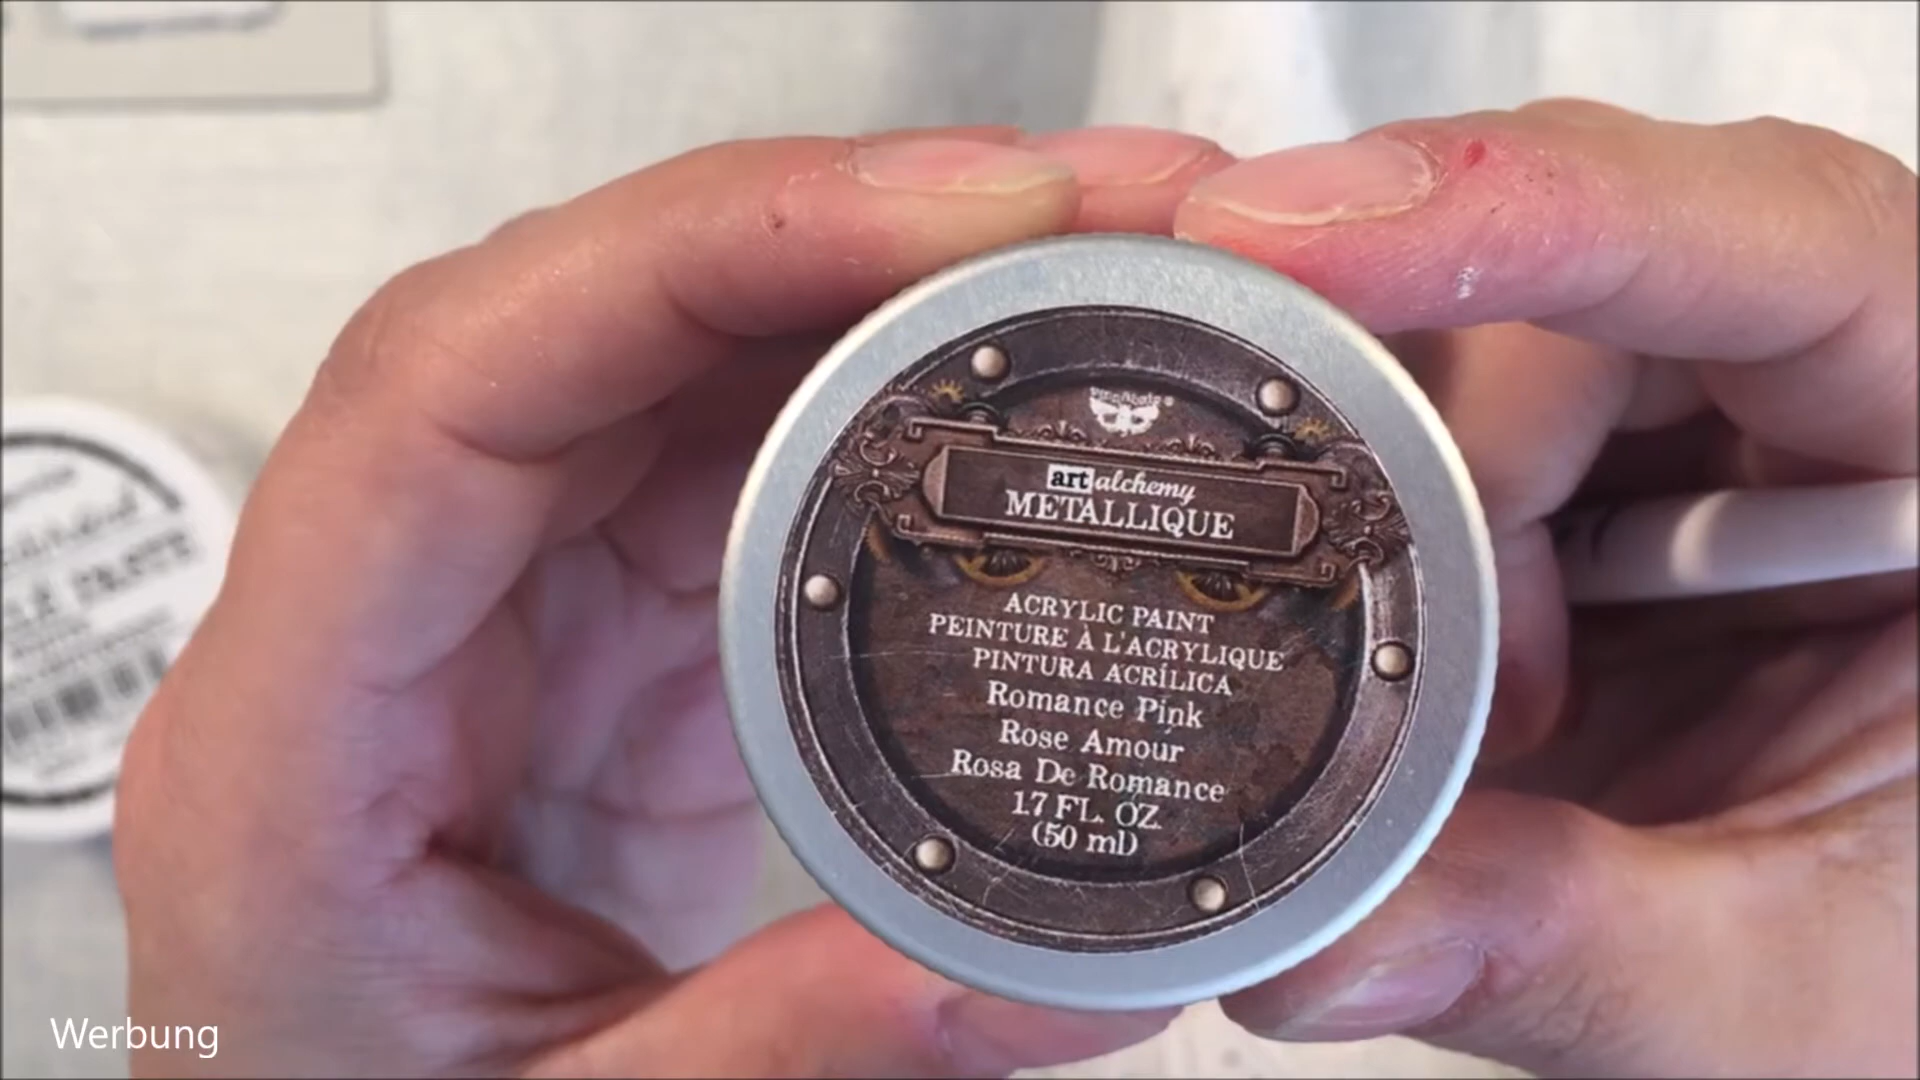 art alchemy
METALLIQUE
ACRYLIC PAINT
PEINTURE À L'ACRYLIQUE
PINTURA ACRÍLICA
Romance Pink
Rose Amour
Rosa De Romance
1.7 FL. OZ.
(50 ml)
PASTE
Werbung